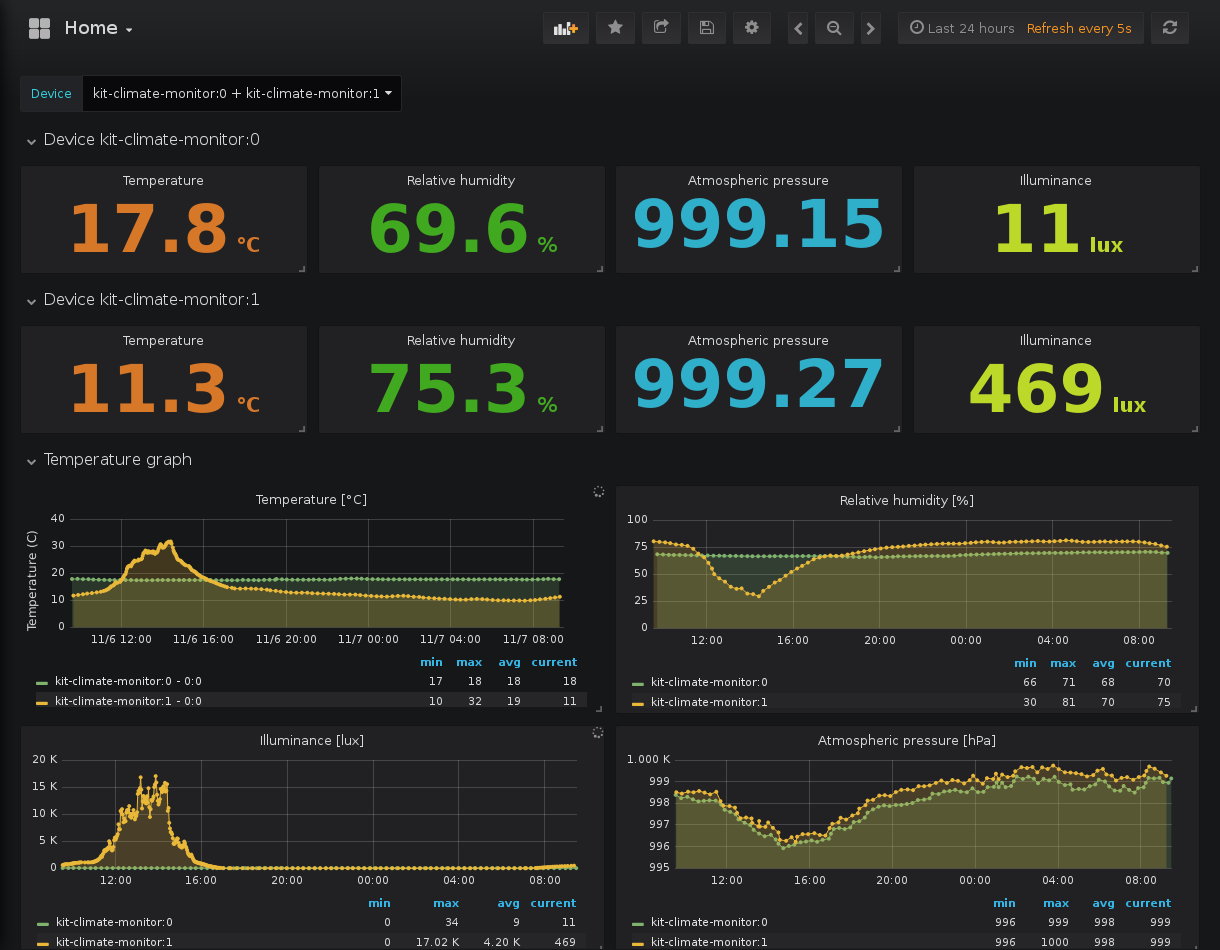 Home
Last 24 hours Refresh every 5s
Device kit-climate-monitor:0 + kit-climate-monitor:1
Device kit-climate-monitor:0
Temperature Relative humidity Atmospheric pressure Illuminance
17.8 °C 69.6 % 999.15 11 lux
Device kit-climate-monitor:1
Temperature Relative humidity Atmospheric pressure Illuminance
11.3 °C 75.3 % 999.27 469 lux
Temperature graph
Temperature [°C]
Temperature (C)
40
30
20
10
0
11/6 12:00 11/6 16:00 11/6 20:00 11/7 00:00 11/7 04:00 11/7 08:00
min max avg current
kit-climate-monitor:0 - 0:0 17 18 18 18
kit-climate-monitor:1 - 0:0 10 32 19 11
Relative humidity [%]
100
75
50
25
0
12:00 16:00 20:00 00:00 04:00 08:00
min max avg current
kit-climate-monitor:0 66 71 68 70
kit-climate-monitor:1 30 81 70 75
Illuminance [lux]
20 K
15 K
10 K
5 K
0
12:00 16:00 20:00 00:00 04:00 08:00
min max avg current
kit-climate-monitor:0 0 34 9 11
kit-climate-monitor:1 0 17.02 K 4.20 K 469
Atmospheric pressure [hPa]
1.000 K
999
998
997
996
995
12:00 16:00 20:00 00:00 04:00 08:00
min max avg current
kit-climate-monitor:0 996 999 998 999
kit-climate-monitor:1 996 1000 998 999